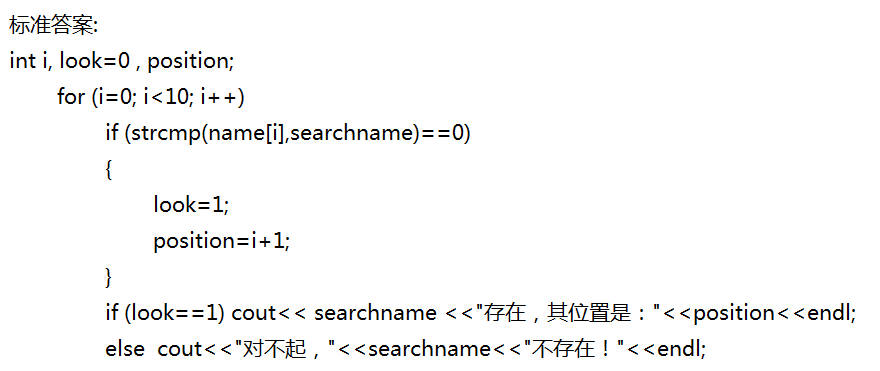 标准答案:
int i, look=0 , position;
for (i=0; i<10; i++)
if (strcmp(name[i],searchname)==0)
{
look=1;
position=i+1;
}
if (look==1) cout<< searchname <<"存在，其位置是："<<position<<endl;
else  cout<<"对不起，"<<searchname<<"不存在！"<<endl;